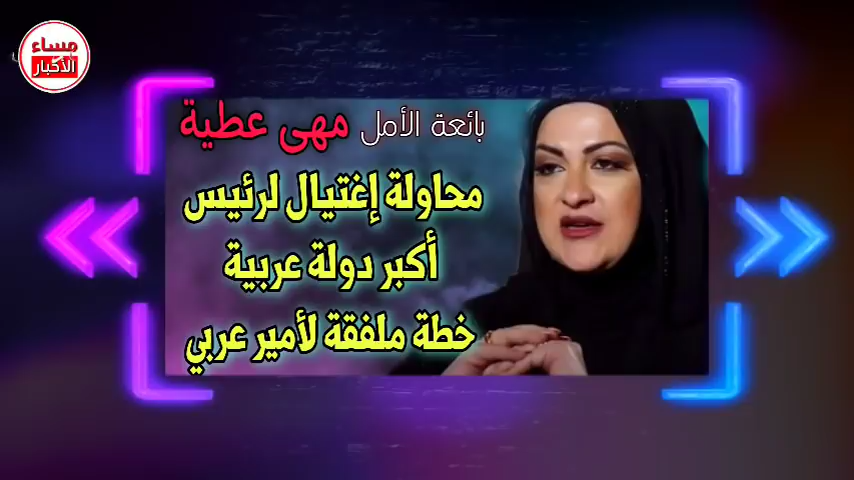 مساء
الأخبار
بائعة الأمل مهى عطية
محاولة إغتيال لرئيس
أكبر دولة عربية
خطة ملفقة لأمير عربي